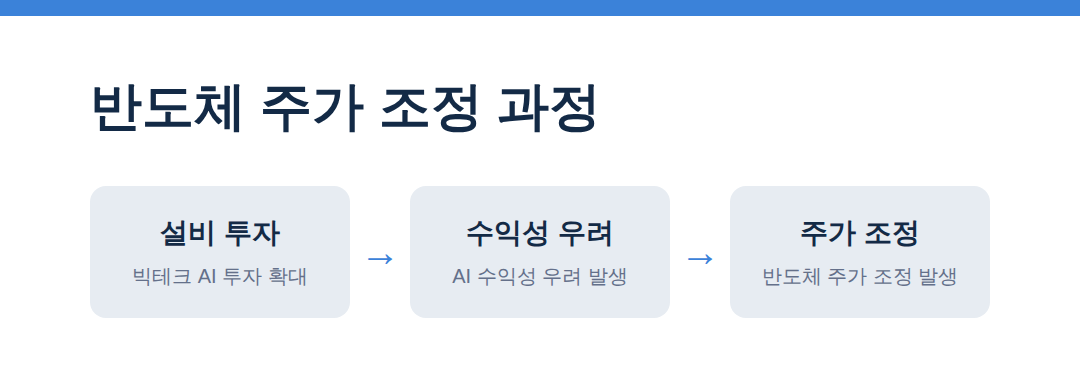 반도체 주가 조정 과정
설비 투자
빅테크 AI 투자 확대
→
수익성 우려
AI 수익성 우려 발생
→
주가 조정
반도체 주가 조정 발생